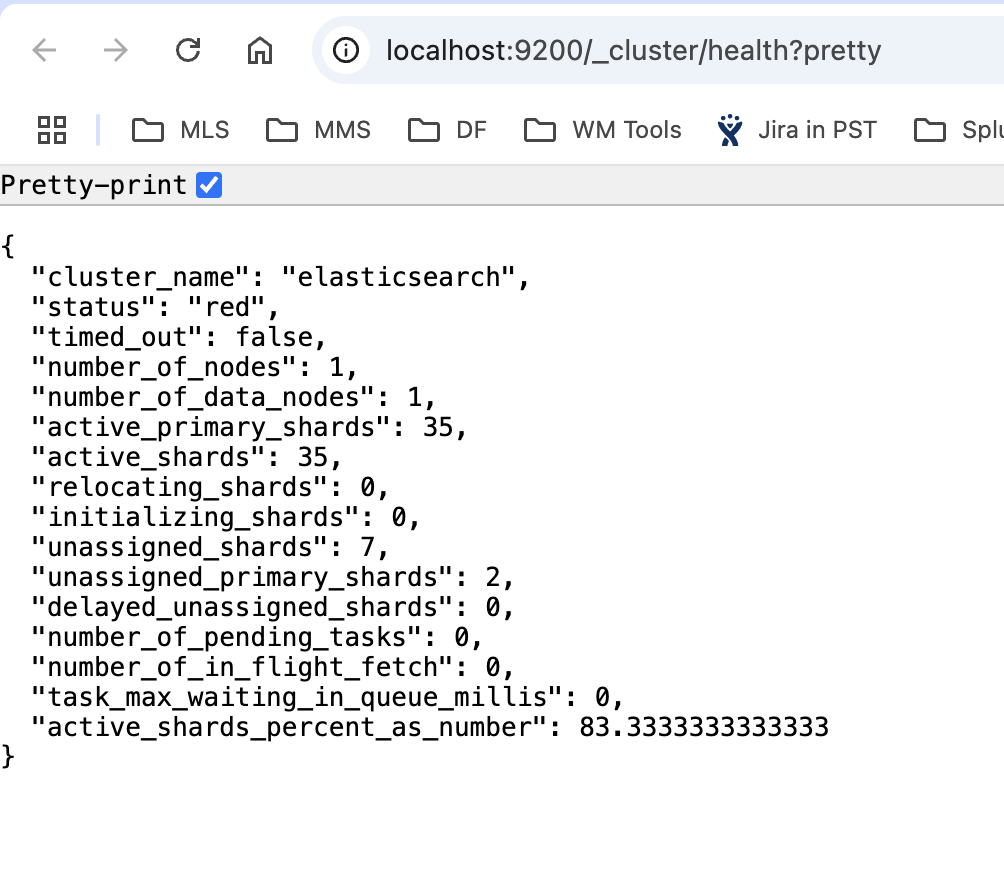 localhost:9200/_cluster/health?pretty
MLS MMS DF WM Tools Jira in PST Splu
Pretty-print
{
  "cluster_name": "elasticsearch",
  "status": "red",
  "timed_out": false,
  "number_of_nodes": 1,
  "number_of_data_nodes": 1,
  "active_primary_shards": 35,
  "active_shards": 35,
  "relocating_shards": 0,
  "initializing_shards": 0,
  "unassigned_shards": 7,
  "unassigned_primary_shards": 2,
  "delayed_unassigned_shards": 0,
  "number_of_pending_tasks": 0,
  "number_of_in_flight_fetch": 0,
  "task_max_waiting_in_queue_millis": 0,
  "active_shards_percent_as_number": 83.3333333333333
}